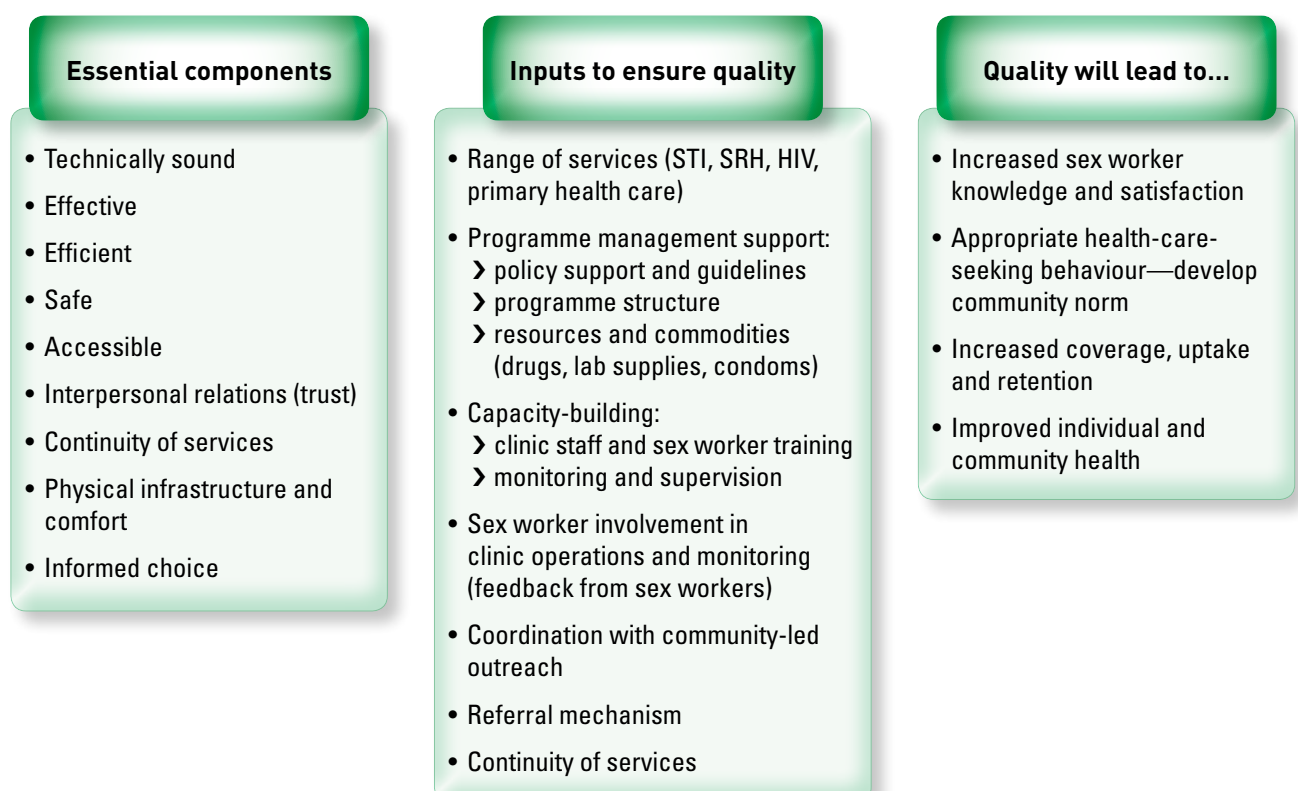 Essential components
• Technically sound
• Effective
• Efficient
• Safe
• Accessible
• Interpersonal relations (trust)
• Continuity of services
• Physical infrastructure and
comfort
• Informed choice
Inputs to ensure quality
• Range of services (STI, SRH, HIV,
primary health care)
• Programme management support:
❯ policy support and guidelines
❯ programme structure
❯ resources and commodities
(drugs, lab supplies, condoms)
• Capacity-building:
❯ clinic staff and sex worker training
❯ monitoring and supervision
• Sex worker involvement in
clinic operations and monitoring
(feedback from sex workers)
• Coordination with community-led
outreach
• Referral mechanism
• Continuity of services
Quality will lead to...
• Increased sex worker
knowledge and satisfaction
• Appropriate health-care-
seeking behaviour—develop
community norm
• Increased coverage, uptake
and retention
• Improved individual and
community health